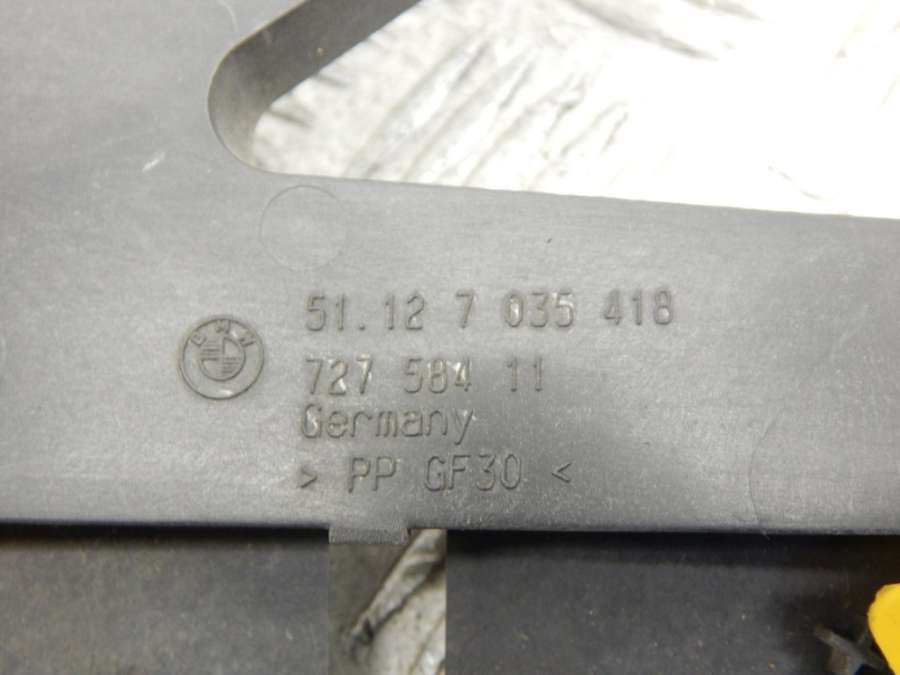 BMW
51.12 7 035 418
727 584 11
Germany
> PP GF30 <